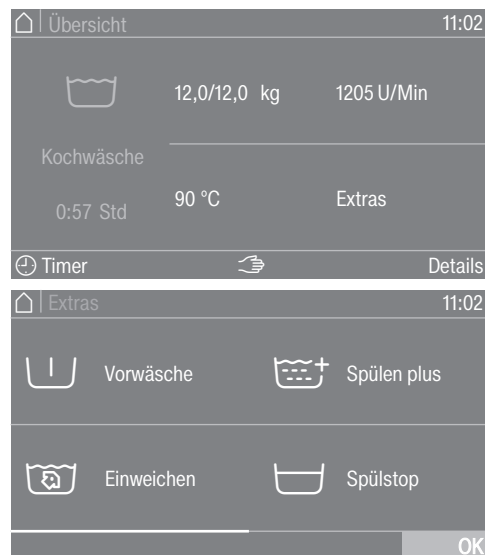 Übersicht 11:02
12,0/12,0 kg 1205 U/Min
Kochwäsche
90 °C Extras
0:57 Std
Timer Details
Extras 11:02
Vorwäsche Spülen plus
Einweichen Spülstop
OK